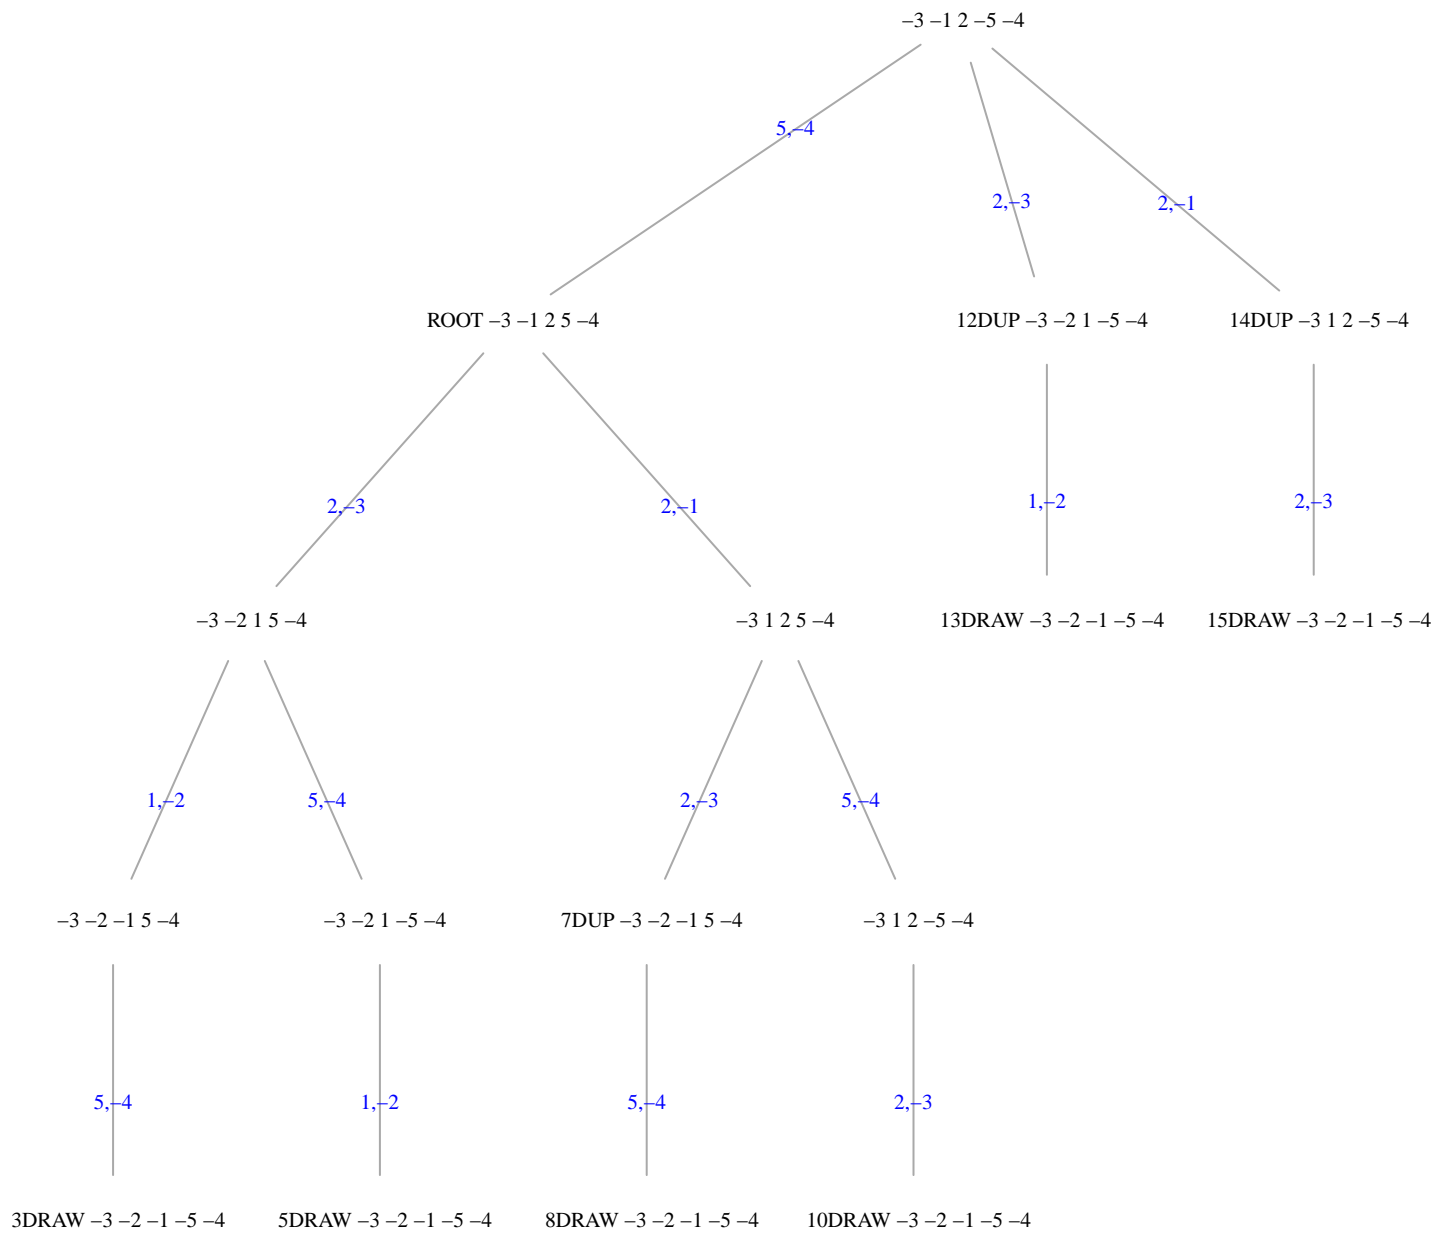 –3 –1 2 –5 –4
5,–4
2,–3
2,–1
ROOT –3 –1 2 5 –4
12DUP –3 –2 1 –5 –4
14DUP –3 1 2 –5 –4
2,–3
2,–1
1,–2
2,–3
–3 –2 1 5 –4
–3 1 2 5 –4
13DRAW –3 –2 –1 –5 –4
15DRAW –3 –2 –1 –5 –4
1,–2
5,–4
2,–3
5,–4
–3 –2 –1 5 –4
–3 –2 1 –5 –4
7DUP –3 –2 –1 5 –4
–3 1 2 –5 –4
5,–4
1,–2
5,–4
2,–3
3DRAW –3 –2 –1 –5 –4
5DRAW –3 –2 –1 –5 –4
8DRAW –3 –2 –1 –5 –4
10DRAW –3 –2 –1 –5 –4